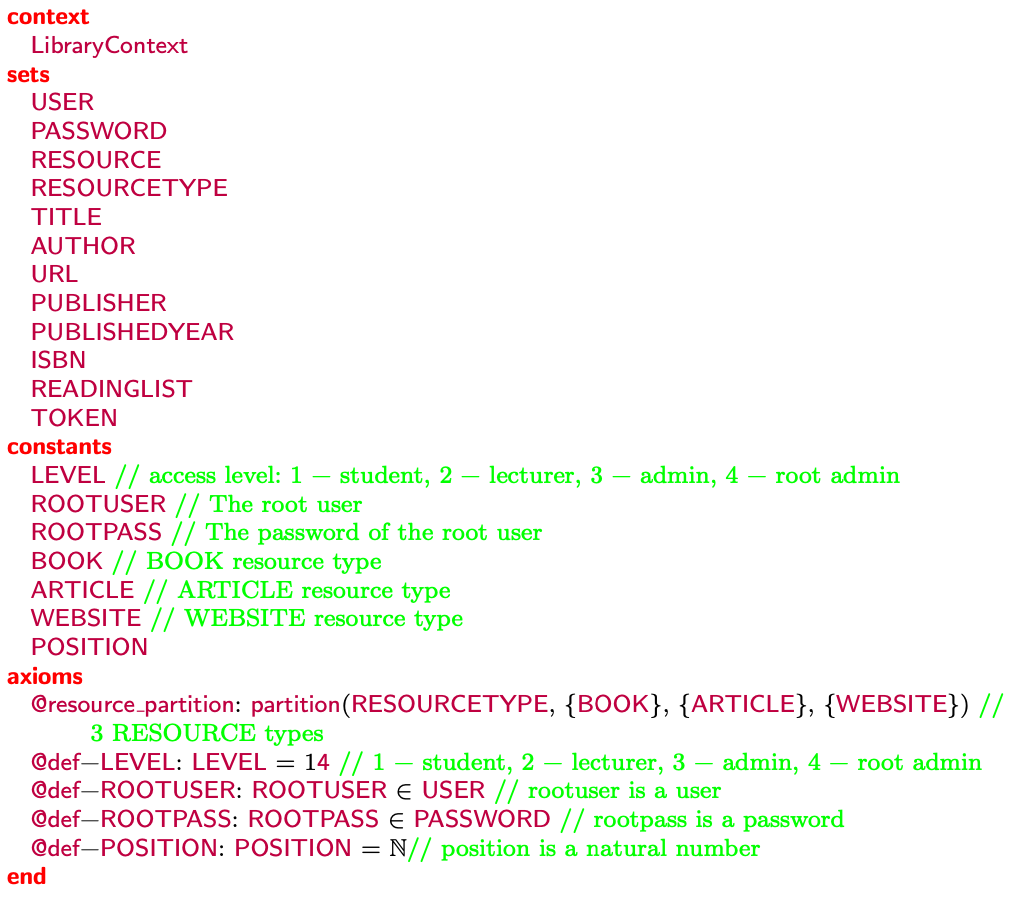 context
LibraryContext
sets
USER
PASSWORD
RESOURCE
RESOURCETYPE
TITLE
AUTHOR
URL
PUBLISHER
PUBLISHEDYEAR
ISBN
READINGLIST
TOKEN
constants
LEVEL // access level: 1 − student, 2 − lecturer, 3 − admin, 4 − root admin
ROOTUSER // The root user
ROOTPASS // The password of the root user
BOOK // BOOK resource type
ARTICLE // ARTICLE resource type
WEBSITE // WEBSITE resource type
POSITION
axioms
@resource_partition: partition(RESOURCETYPE, {BOOK}, {ARTICLE}, {WEBSITE}) //
3 RESOURCE types
@def−LEVEL: LEVEL = 14 // 1 − student, 2 − lecturer, 3 − admin, 4 − root admin
@def−ROOTUSER: ROOTUSER ∈ USER // rootuser is a user
@def−ROOTPASS: ROOTPASS ∈ PASSWORD // rootpass is a password
@def−POSITION: POSITION = ℕ// position is a natural number
end